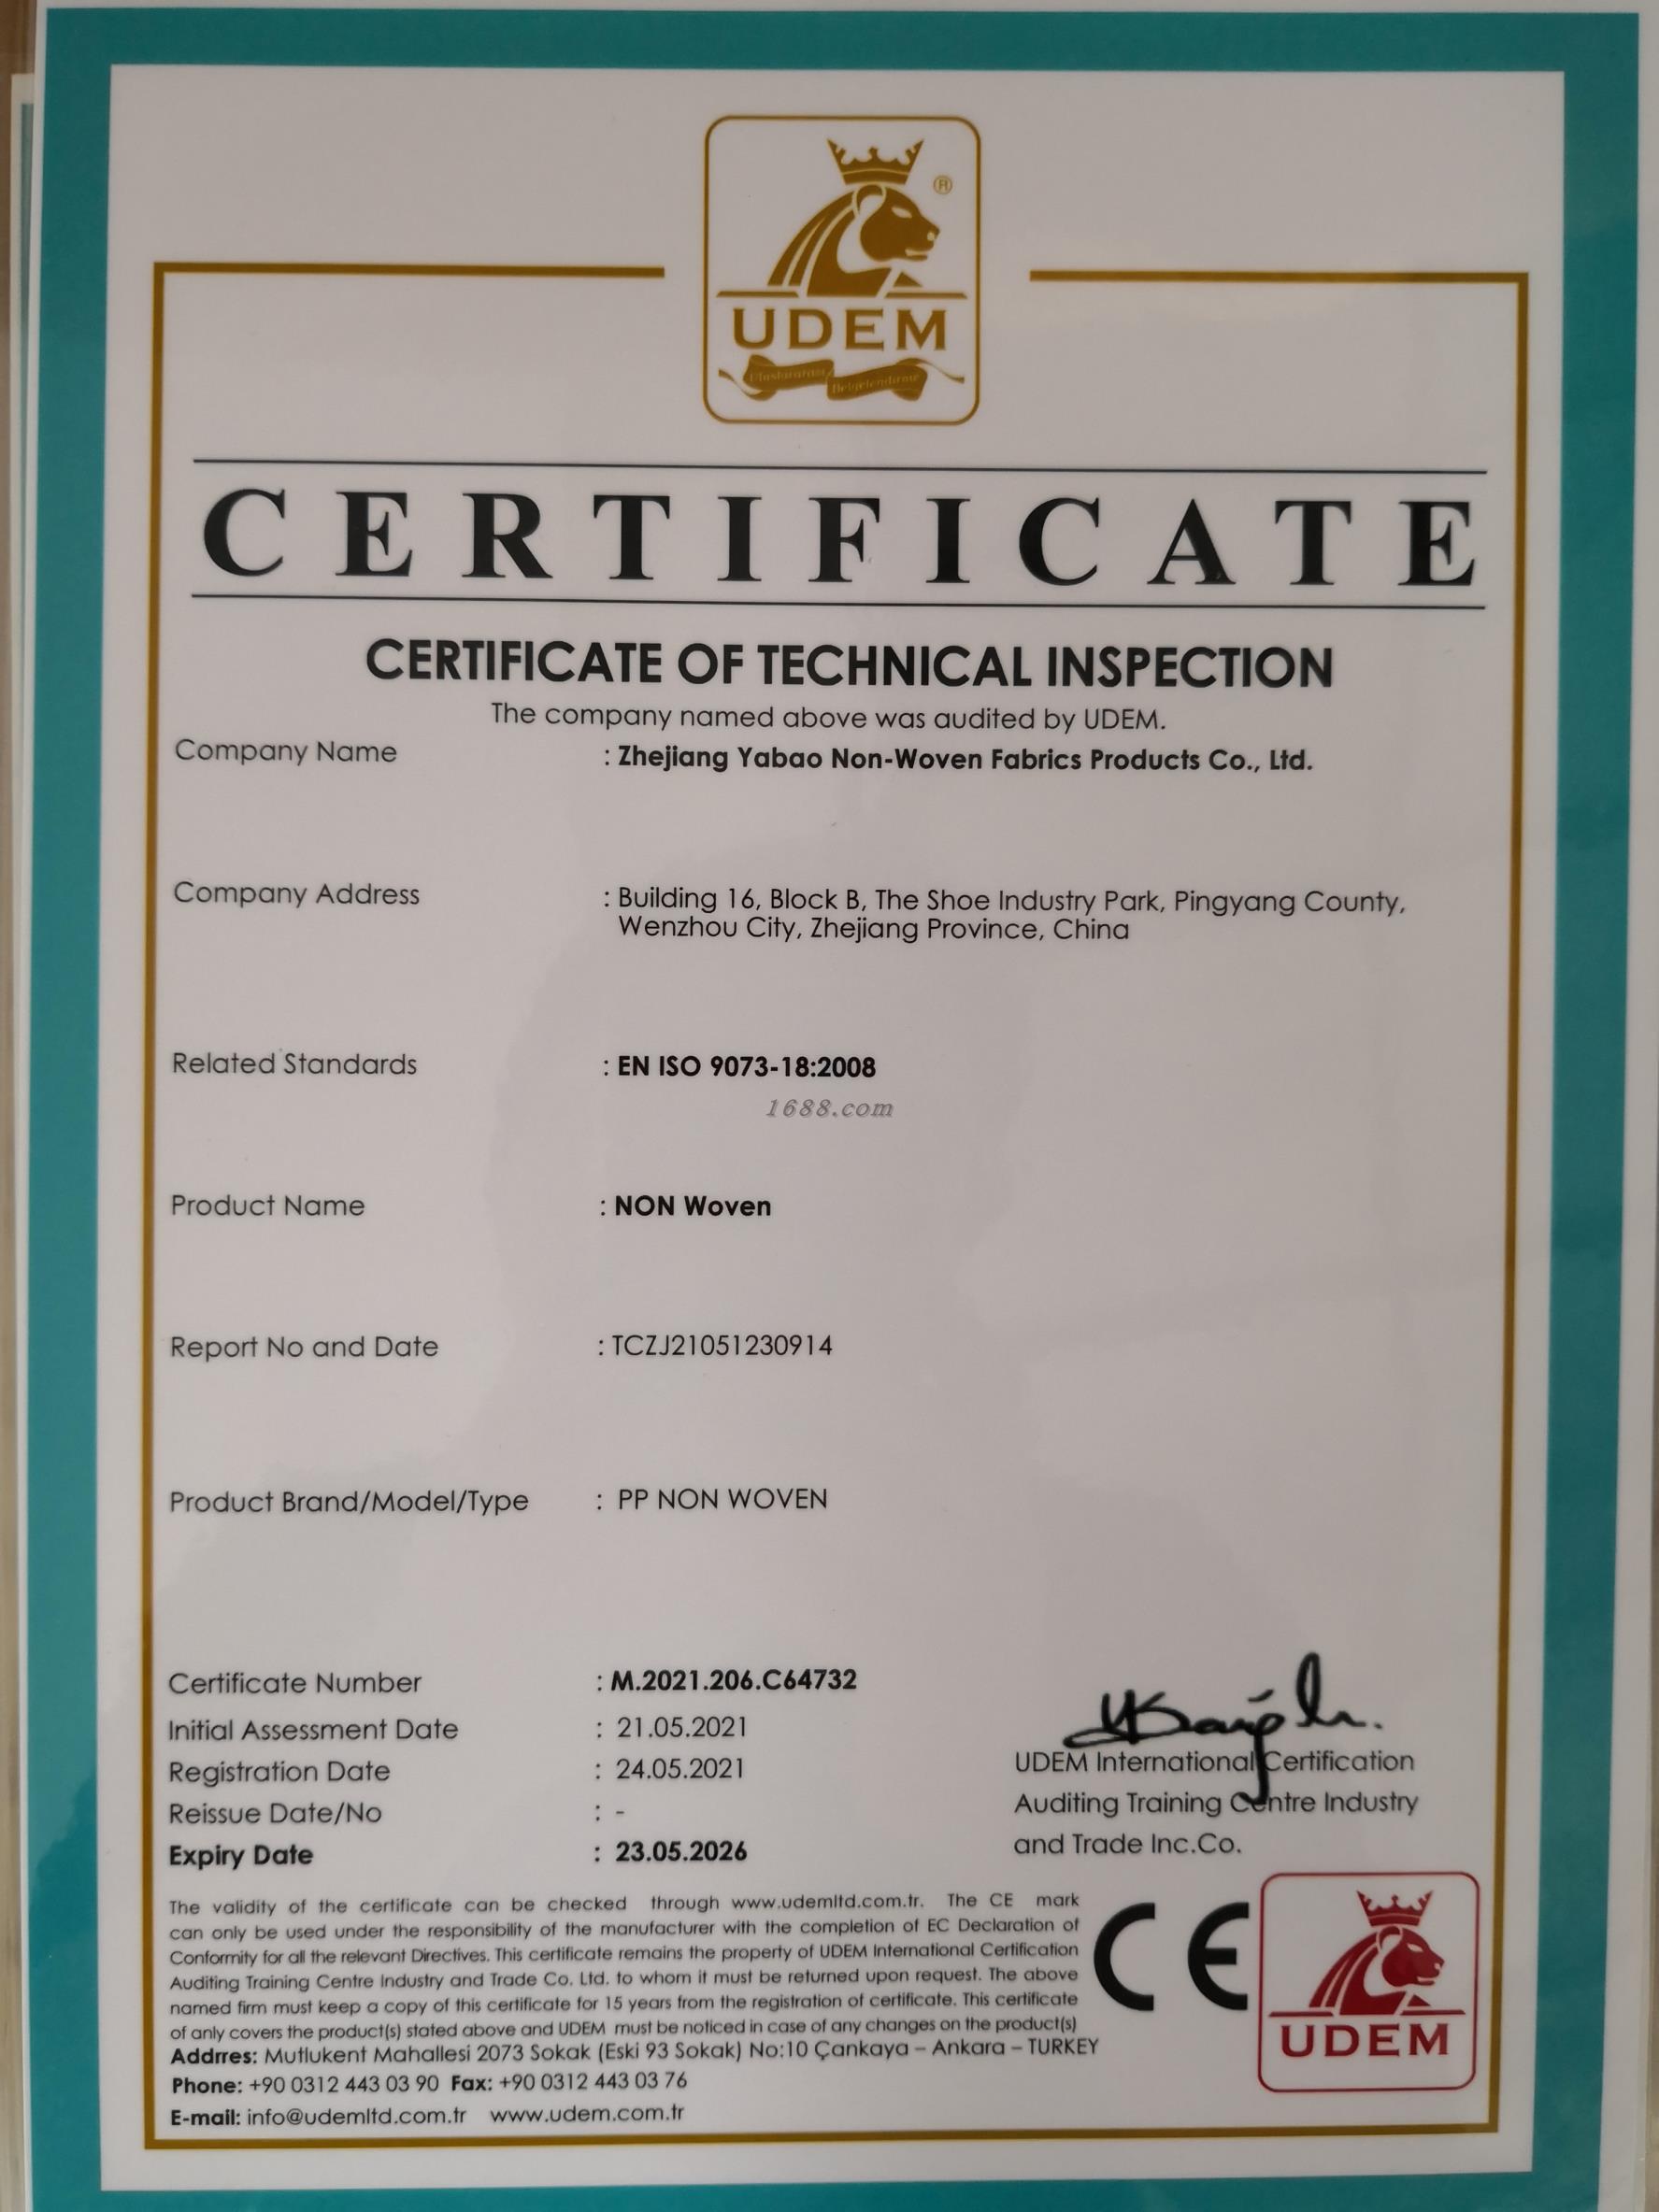 ®
UDEM
Uluslararası
Belgelendirme
CERTIFICATE
CERTIFICATE OF TECHNICAL INSPECTION
The company named above was audited by UDEM.
Company Name : Zhejiang Yabao Non-Woven Fabrics Products Co., Ltd.
Company Address : Building 16, Block B, The Shoe Industry Park, Pingyang County,
Wenzhou City, Zhejiang Province, China
Related Standards : EN ISO 9073-18:2008
1688.com
Product Name : NON Woven
Report No and Date : TCZJ21051230914
Product Brand/Model/Type : PP NON WOVEN
Certificate Number : M.2021.206.C64732
Initial Assessment Date : 21.05.2021
Registration Date : 24.05.2021
Reissue Date/No : -
Expiry Date : 23.05.2026
UDEM International Certification
Auditing Training Centre Industry
and Trade Inc.Co.
The validity of the certificate can be checked through www.udemltd.com.tr. The CE mark
can only be used under the responsibility of the manufacturer with the completion of EC Declaration of
Conformity for all the relevant Directives. This certificate remains the property of UDEM International Certification
Auditing Training Centre Industry and Trade Co. Ltd. to whom it must be returned upon request. The above
named firm must keep a copy of this certificate for 15 years from the registration of certificate. This certificate
of only covers the product(s) stated above and UDEM must be noticed in case of any changes on the product(s)
Addrres: Mutlukent Mahallesi 2073 Sokak (Eski 93 Sokak) No:10 Çankaya – Ankara – TURKEY
Phone: +90 0312 443 03 90 Fax: +90 0312 443 03 76
E-mail: info@udemltd.com.tr www.udem.com.tr
CE
UDEM